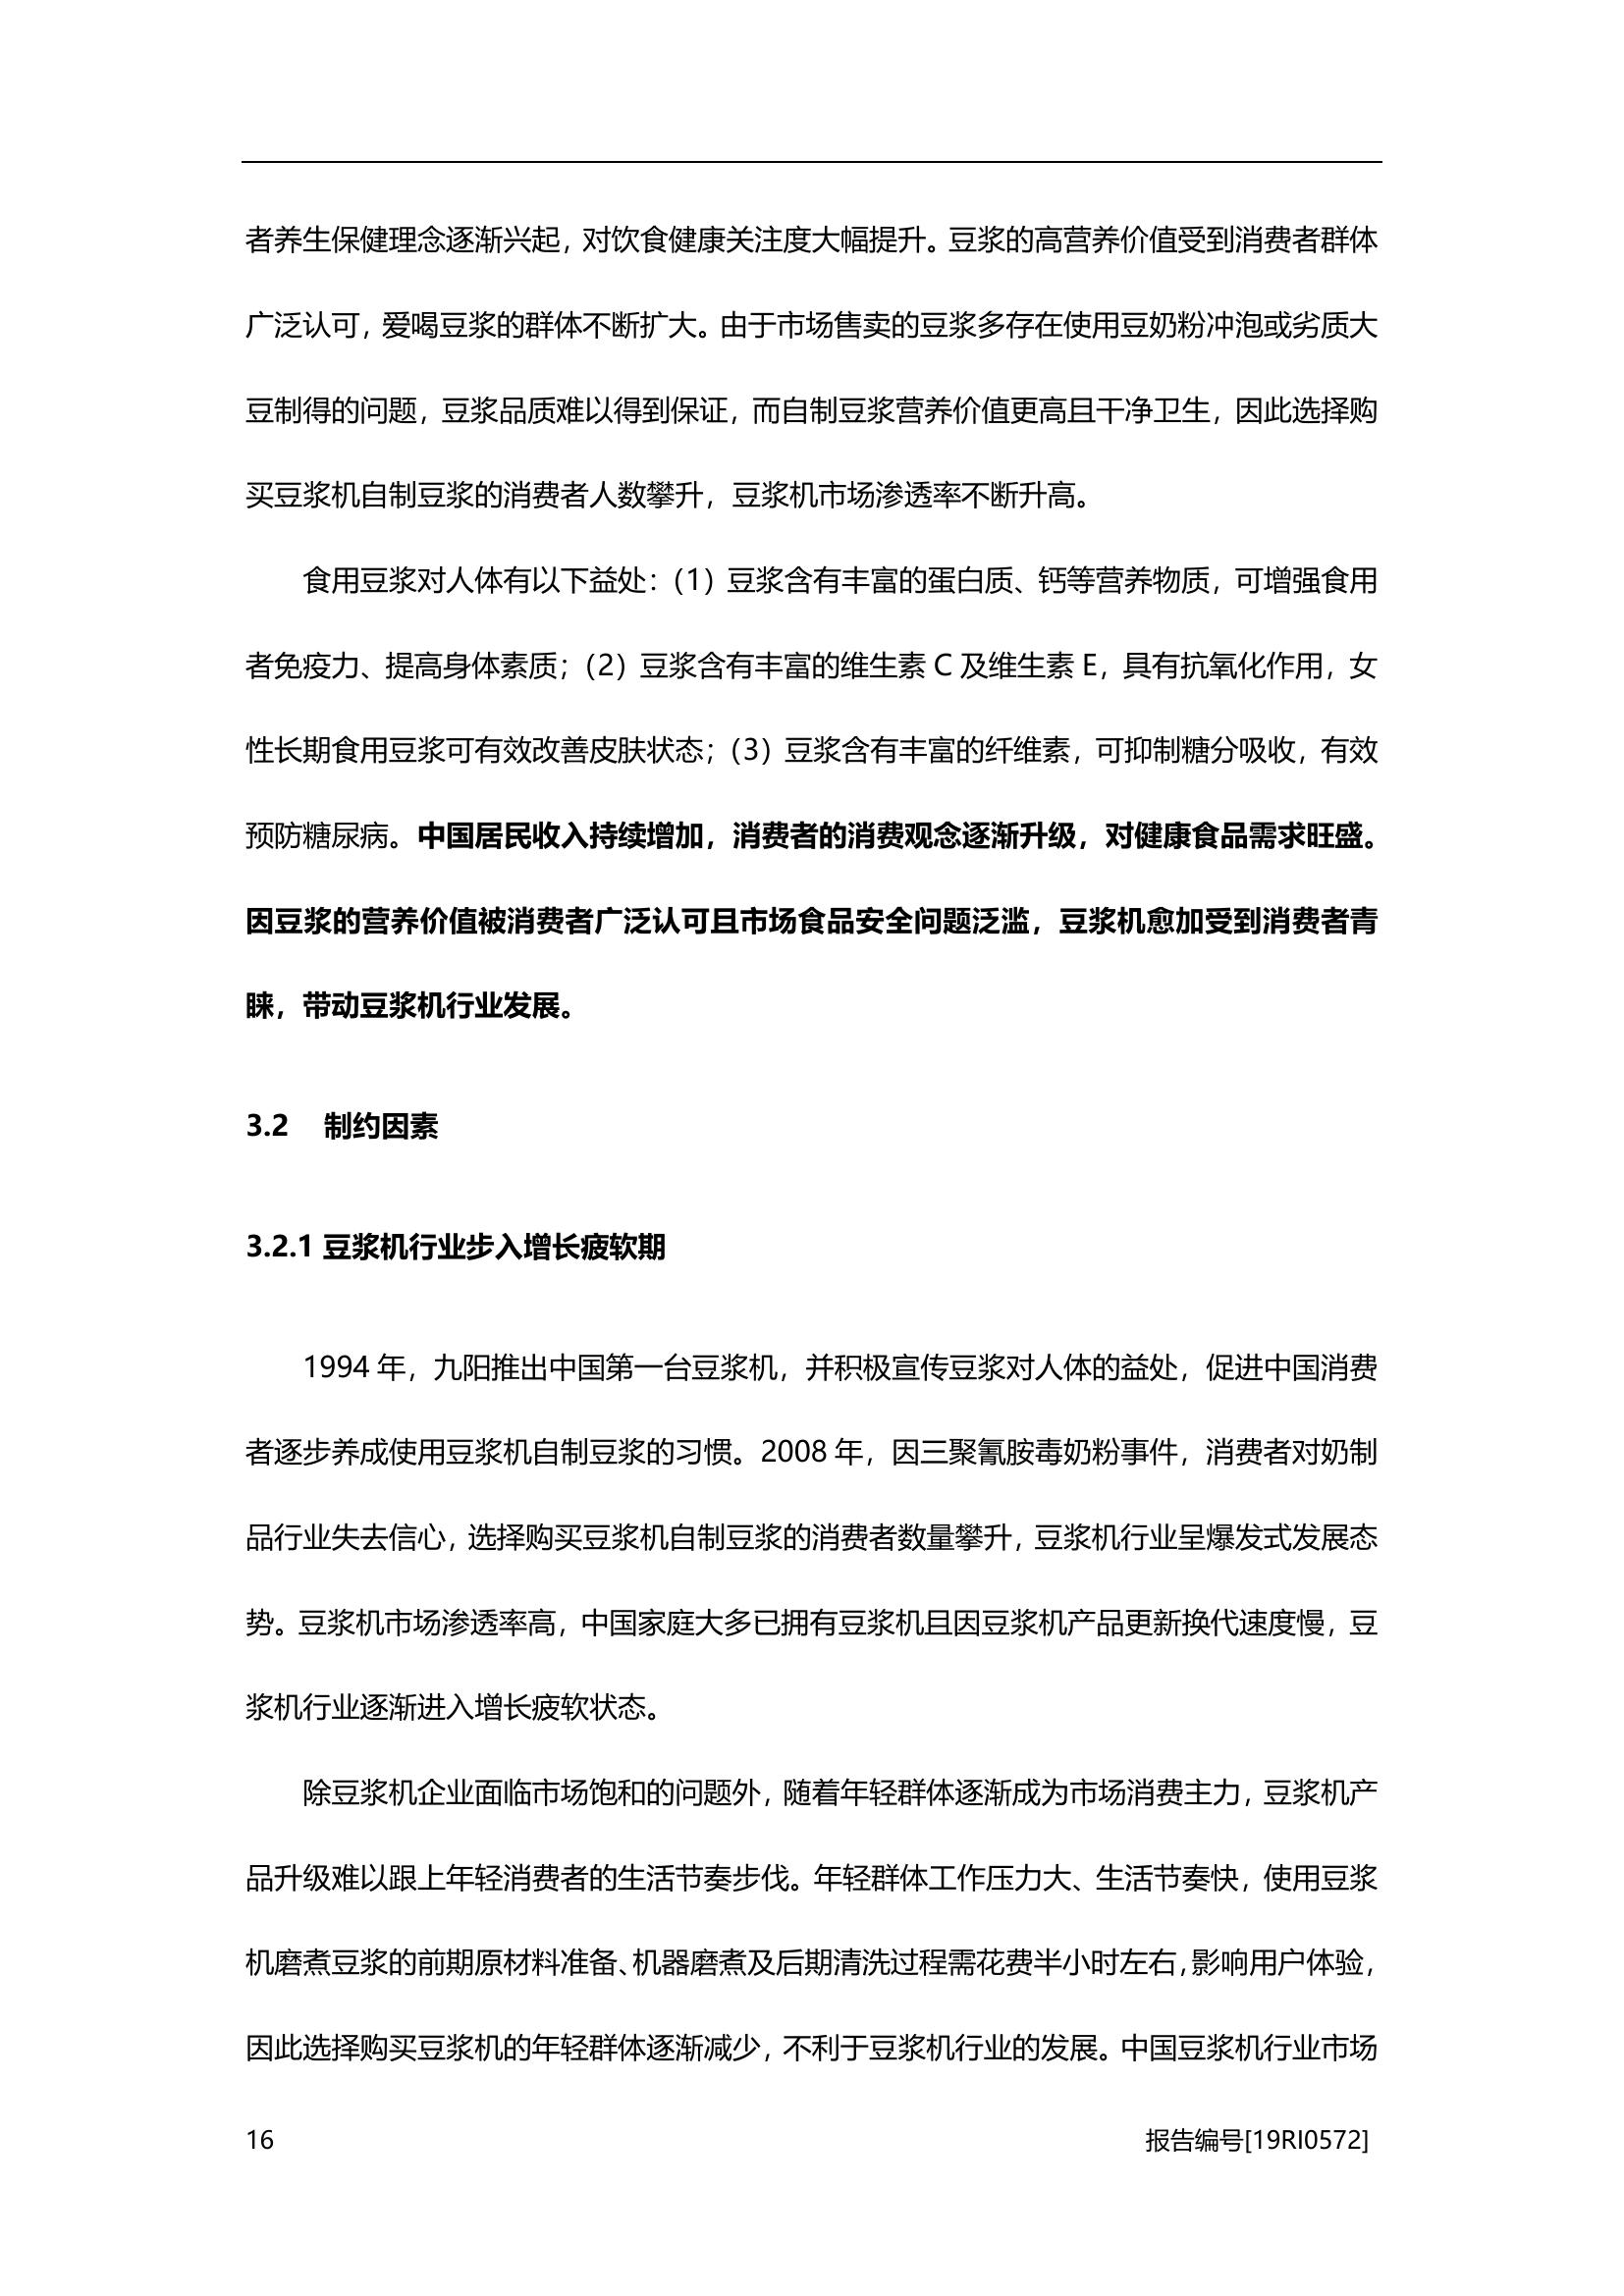 者养生保健理念逐渐兴起，对饮食健康关注度大幅提升。豆浆的高营养价值受到消费者群体
广泛认可，爱喝豆浆的群体不断扩大。由于市场售卖的豆浆多存在使用豆奶粉冲泡或劣质大
豆制得的问题，豆浆品质难以得到保证，而自制豆浆营养价值更高且干净卫生，因此选择购
买豆浆机自制豆浆的消费者人数攀升，豆浆机市场渗透率不断升高。
食用豆浆对人体有以下益处：（1）豆浆含有丰富的蛋白质、钙等营养物质，可增强食用
者免疫力、提高身体素质；（2）豆浆含有丰富的维生素 C 及维生素 E，具有抗氧化作用，女
性长期食用豆浆可有效改善皮肤状态；（3）豆浆含有丰富的纤维素，可抑制糖分吸收，有效
预防糖尿病。中国居民收入持续增加，消费者的消费观念逐渐升级，对健康食品需求旺盛。
因豆浆的营养价值被消费者广泛认可且市场食品安全问题泛滥，豆浆机愈加受到消费者青
睐，带动豆浆机行业发展。
3.2 制约因素
3.2.1 豆浆机行业步入增长疲软期
1994 年，九阳推出中国第一台豆浆机，并积极宣传豆浆对人体的益处，促进中国消费
者逐步养成使用豆浆机自制豆浆的习惯。2008 年，因三聚氰胺毒奶粉事件，消费者对奶制
品行业失去信心，选择购买豆浆机自制豆浆的消费者数量攀升，豆浆机行业呈爆发式发展态
势。豆浆机市场渗透率高，中国家庭大多已拥有豆浆机且因豆浆机产品更新换代速度慢，豆
浆机行业逐渐进入增长疲软状态。
除豆浆机企业面临市场饱和的问题外，随着年轻群体逐渐成为市场消费主力，豆浆机产
品升级难以跟上年轻消费者的生活节奏步伐。年轻群体工作压力大、生活节奏快，使用豆浆
机磨煮豆浆的前期原材料准备、机器磨煮及后期清洗过程需花费半小时左右，影响用户体验，
因此选择购买豆浆机的年轻群体逐渐减少，不利于豆浆机行业的发展。中国豆浆机行业市场
16 报告编号[19RI0572]